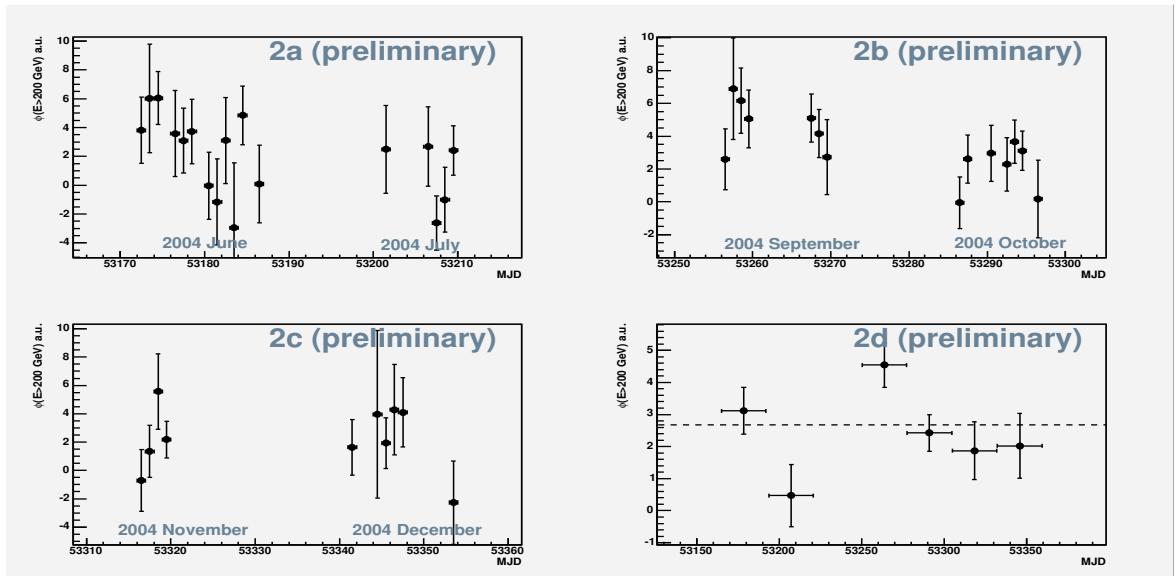 2a (preliminary)
ϕ(E>200 GeV) a.u.
10
8
6
4
2
0
-2
-4
2004 June
2004 July
53170
53180
53190
53200
53210
MJD
2b (preliminary)
ϕ(E>200 GeV) a.u.
10
8
6
4
2
0
-2
2004 September
2004 October
53250
53260
53270
53280
53290
53300
MJD
2c (preliminary)
ϕ(E>200 GeV) a.u.
10
8
6
4
2
0
-2
-4
2004 November
2004 December
53310
53320
53330
53340
53350
53360
MJD
2d (preliminary)
ϕ(E>200 GeV) a.u.
5
4
3
2
1
0
-1
53150
53200
53250
53300
53350
MJD